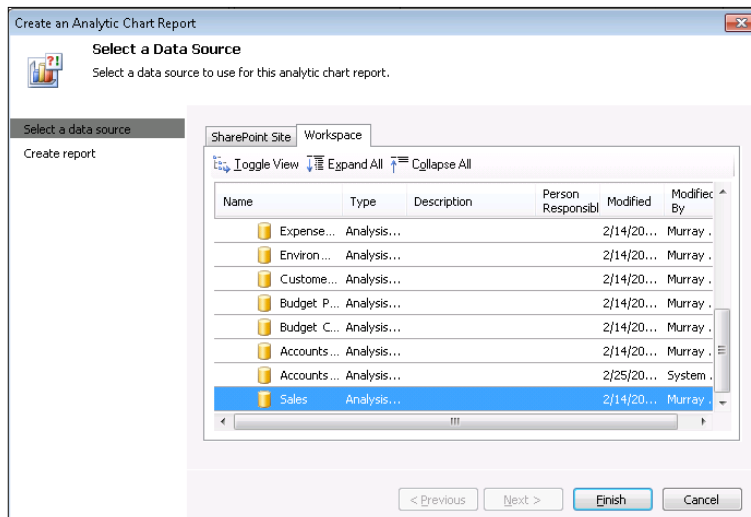 Create an Analytic Chart Report
Select a Data Source
Select a data source to use for this analytic chart report.
Select a data source
Create report
SharePoint Site Workspace
Toggle View Expand All Collapse All
Name Type Description Person Responsibl Modified Modified By
Expense... Analysis... 2/14/20... Murray .
Environ... Analysis... 2/14/20... Murray .
Custome... Analysis... 2/14/20... Murray .
Budget P... Analysis... 2/14/20... Murray .
Budget C... Analysis... 2/14/20... Murray .
Accounts... Analysis... 2/14/20... Murray .
Accounts... Analysis... 2/25/20... System .
Sales Analysis... 2/14/20... Murray .
< Previous Next > Finish Cancel